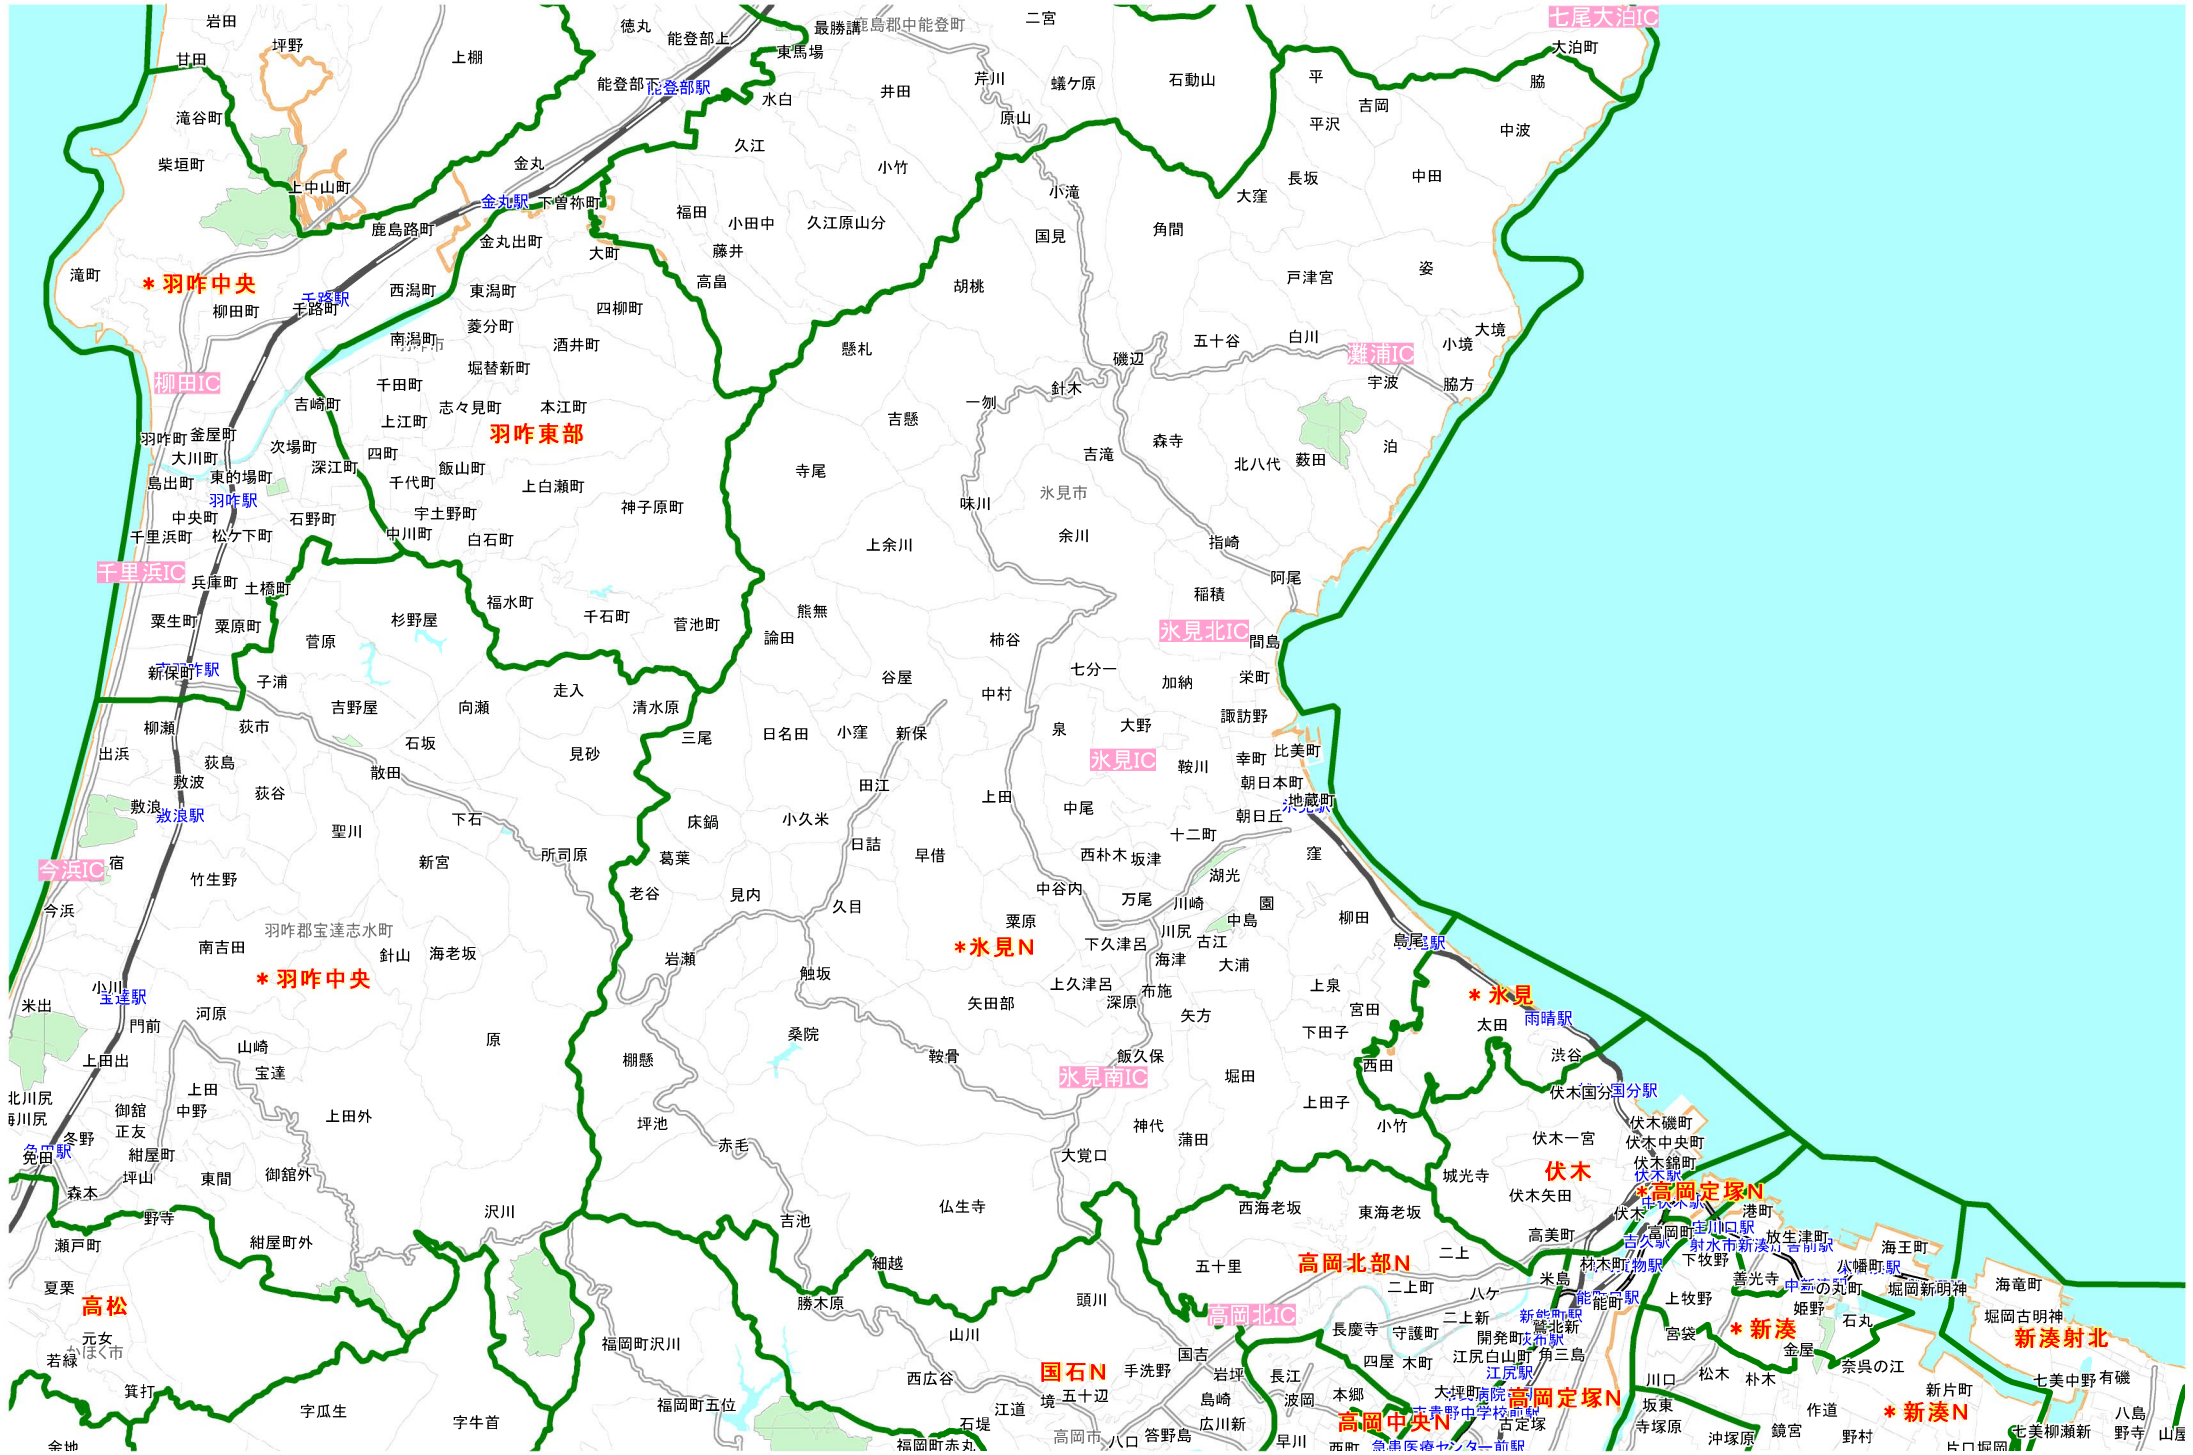 岩田
甘田
坪野
上棚
徳丸
能登部上
最勝講
鹿島郡中能登町
二宮
七尾大泊IC
大泊町
東馬場
能登部下
能登部駅
水白
井田
芹川
蟻ケ原
石動山
平
脇
吉岡
平沢
中波
原山
滝谷町
柴垣町
金丸
久江
小竹
上中山町
金丸駅
下曽祢町
小滝
大窪
長坂
中田
鹿島路町
金丸出町
大町
福田
小田中
久江原山分
国見
角間
藤井
高畠
滝町
＊羽咋中央
柳田町
千路駅
千路町
西潟町
東潟町
四柳町
胡桃
戸津宮
姿
菱分町
南潟町
羽咋市
酒井町
懸札
磯辺
五十谷
白川
灘浦IC
小境
大境
柳田IC
堀替新町
千田町
針木
宇波
脇方
吉崎町
志々見町
本江町
上江町
羽咋東部
一刎
吉懸
羽咋町
釜屋町
大川町
次場町
四町
深江町
飯山町
千代町
上白瀬町
森寺
吉滝
北八代
薮田
泊
島出町
東的場町
羽咋駅
寺尾
氷見市
味川
中央町
石野町
宇土野町
神子原町
千里浜町
松ケ下町
中川町
白石町
上余川
余川
指崎
千里浜IC
兵庫町
土橋町
阿尾
稲積
福水町
千石町
菅池町
熊無
論田
粟生町
粟原町
杉野屋
菅原
柿谷
氷見北IC
間島
新保町
子浦
谷屋
中村
七分一
加納
栄町
吉野屋
向瀬
走入
清水原
柳瀬
荻市
石坂
三尾
日名田
小窪
新保
泉
大野
諏訪野
出浜
荻島
見砂
氷見IC
鞍川
幸町
比美町
敷波
散田
荻谷
田江
上田
中尾
朝日本町
地蔵町
敷浪
敷浪駅
朝日丘
聖川
下石
床鍋
小久米
十二町
今浜IC
宿
新宮
所司原
葛葉
日詰
早借
西朴木
坂津
窪
竹生野
老谷
見内
久目
中谷内
万尾
湖光
川崎
園
今浜
粟原
中島
柳田
羽咋郡宝達志水町
南吉田
針山
海老坂
＊氷見N
下久津呂
川尻
古江
島尾
＊羽咋中央
岩瀬
触坂
海津
大浦
小川
宝達駅
上久津呂
布施
上泉
＊氷見
米出
河原
門前
矢田部
深原
矢方
宮田
下田子
太田
雨晴駅
原
桑院
山崎
宝達
上田出
棚懸
鞍骨
飯久保
氷見南IC
堀田
西田
渋谷
上田
中野
御舘
正友
上田外
坪池
上田子
伏木国分
北川尻
冬野
免田
紺屋町
坪山
東間
御舘外
赤毛
神代
蒲田
小竹
大覚口
伏木磯町
伏木一宮
伏木中央町
伏木錦町
伏木
城光寺
伏木矢田
＊高岡定塚N
森本
野寺
沢川
仏生寺
吉池
西海老坂
東海老坂
伏木
港町
瀬戸町
紺屋町外
細越
五十里
高岡北部N
二上
高美町
富岡町
吉久駅
放生津町
海王町
夏栗
高松
勝木原
頭川
高岡北IC
二上町
八ケ
米島
材木町
下牧野
善光寺
八幡町
海竜町
元女
かほく市
若緑
箕打
福岡町沢川
山川
国吉
長慶寺
守護町
二上新
新能町駅
能町
上牧野
姫野
石丸
堀岡新明神
堀岡古明神
開発町
鷲北新
宮袋
＊新湊
金屋
新湊射北
字瓜生
字牛首
福岡町五位
西広谷
国石N
手洗野
岩坪
長江
四屋
木町
江尻白山町
角三島
江尻駅
松木
朴木
奈呉の江
境
五十辺
島崎
波岡
本郷
大坪町
高岡定塚N
川口
七美中野
有磯
石堤
江道
広川新
高岡中央N
坂東
新片町
福岡町赤丸
高岡市
八口
答野島
早川
西町
急患医療センター前駅
古定塚
寺塚原
沖塚原
鏡宮
作道
野村
＊新湊N
片口堀岡
七美柳瀬新
八島
野寺
金地